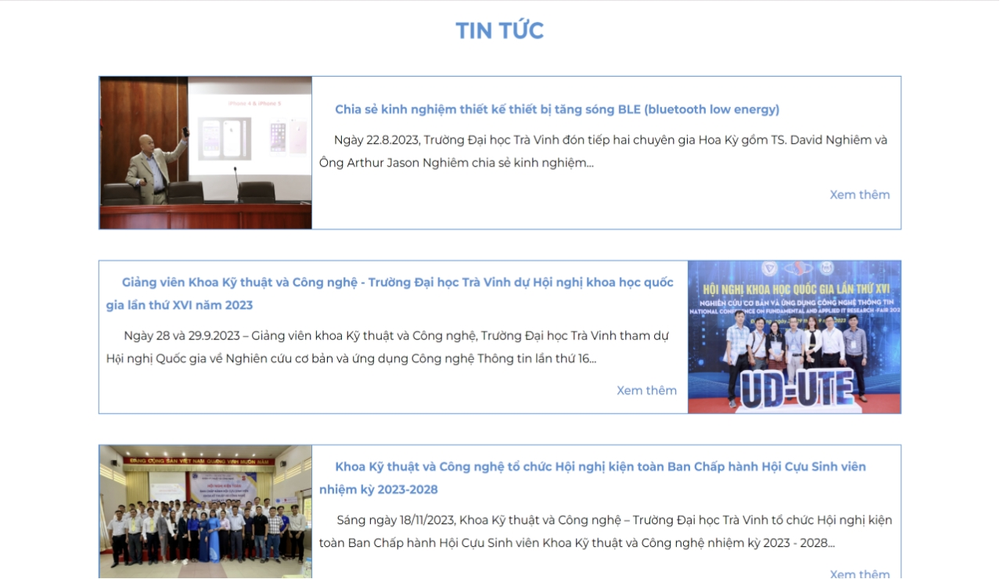 TIN TỨC
iPhone 4 & iPhone 5
Chia sẻ kinh nghiệm thiết kế thiết bị tăng sóng BLE (bluetooth low energy)
Ngày 22.8.2023, Trường Đại học Trà Vinh đón tiếp hai chuyên gia Hoa Kỳ gồm TS. David Nghiêm và
Ông Arthur Jason Nghiêm chia sẻ kinh nghiệm...
Xem thêm
Giảng viên Khoa Kỹ thuật và Công nghệ - Trường Đại học Trà Vinh dự Hội nghị khoa học quốc
gia lần thứ XVI năm 2023
Ngày 28 và 29.9.2023 – Giảng viên khoa Kỹ thuật và Công nghệ, Trường Đại học Trà Vinh tham dự
Hội nghị Quốc gia về Nghiên cứu cơ bản và ứng dụng Công nghệ Thông tin lần thứ 16...
Xem thêm
HỘI NGHỊ KHOA HỌC QUỐC GIA LẦN THỨ XVI
NGHIÊN CỨU CƠ BẢN VÀ ỨNG DỤNG CÔNG NGHỆ THÔNG TIN
NATIONAL CONFERENCE ON FUNDAMENTAL AND APPLIED IT RESEARCH -FAIR 202
UD-UTE
ĐẢNG CỘNG SẢN VIỆT NAM QUANG VINH MUÔN NĂM
HỘI NGHỊ KIỆN TOÀN
BAN CHẤP HÀNH HỘI CỰU SINH VIÊN
Khoa Kỹ thuật và Công nghệ tổ chức Hội nghị kiện toàn Ban Chấp hành Hội Cựu Sinh viên
nhiệm kỳ 2023-2028
Sáng ngày 18/11/2023, Khoa Kỹ thuật và Công nghệ – Trường Đại học Trà Vinh tổ chức Hội nghị kiện
toàn Ban Chấp hành Hội Cựu Sinh viên Khoa Kỹ thuật và Công nghệ nhiệm kỳ 2023 - 2028...
Xem thêm